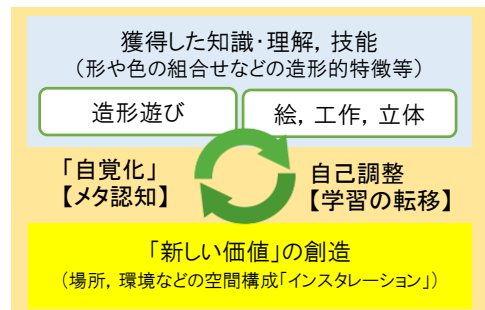 獲得した知識・理解，技能
（形や色の組合せなどの造形的特徴等）
造形遊び
絵，工作，立体
「自覚化」
【メタ認知】
自己調整
【学習の転移】
「新しい価値」の創造
（場所，環境などの空間構成「インスタレーション」）